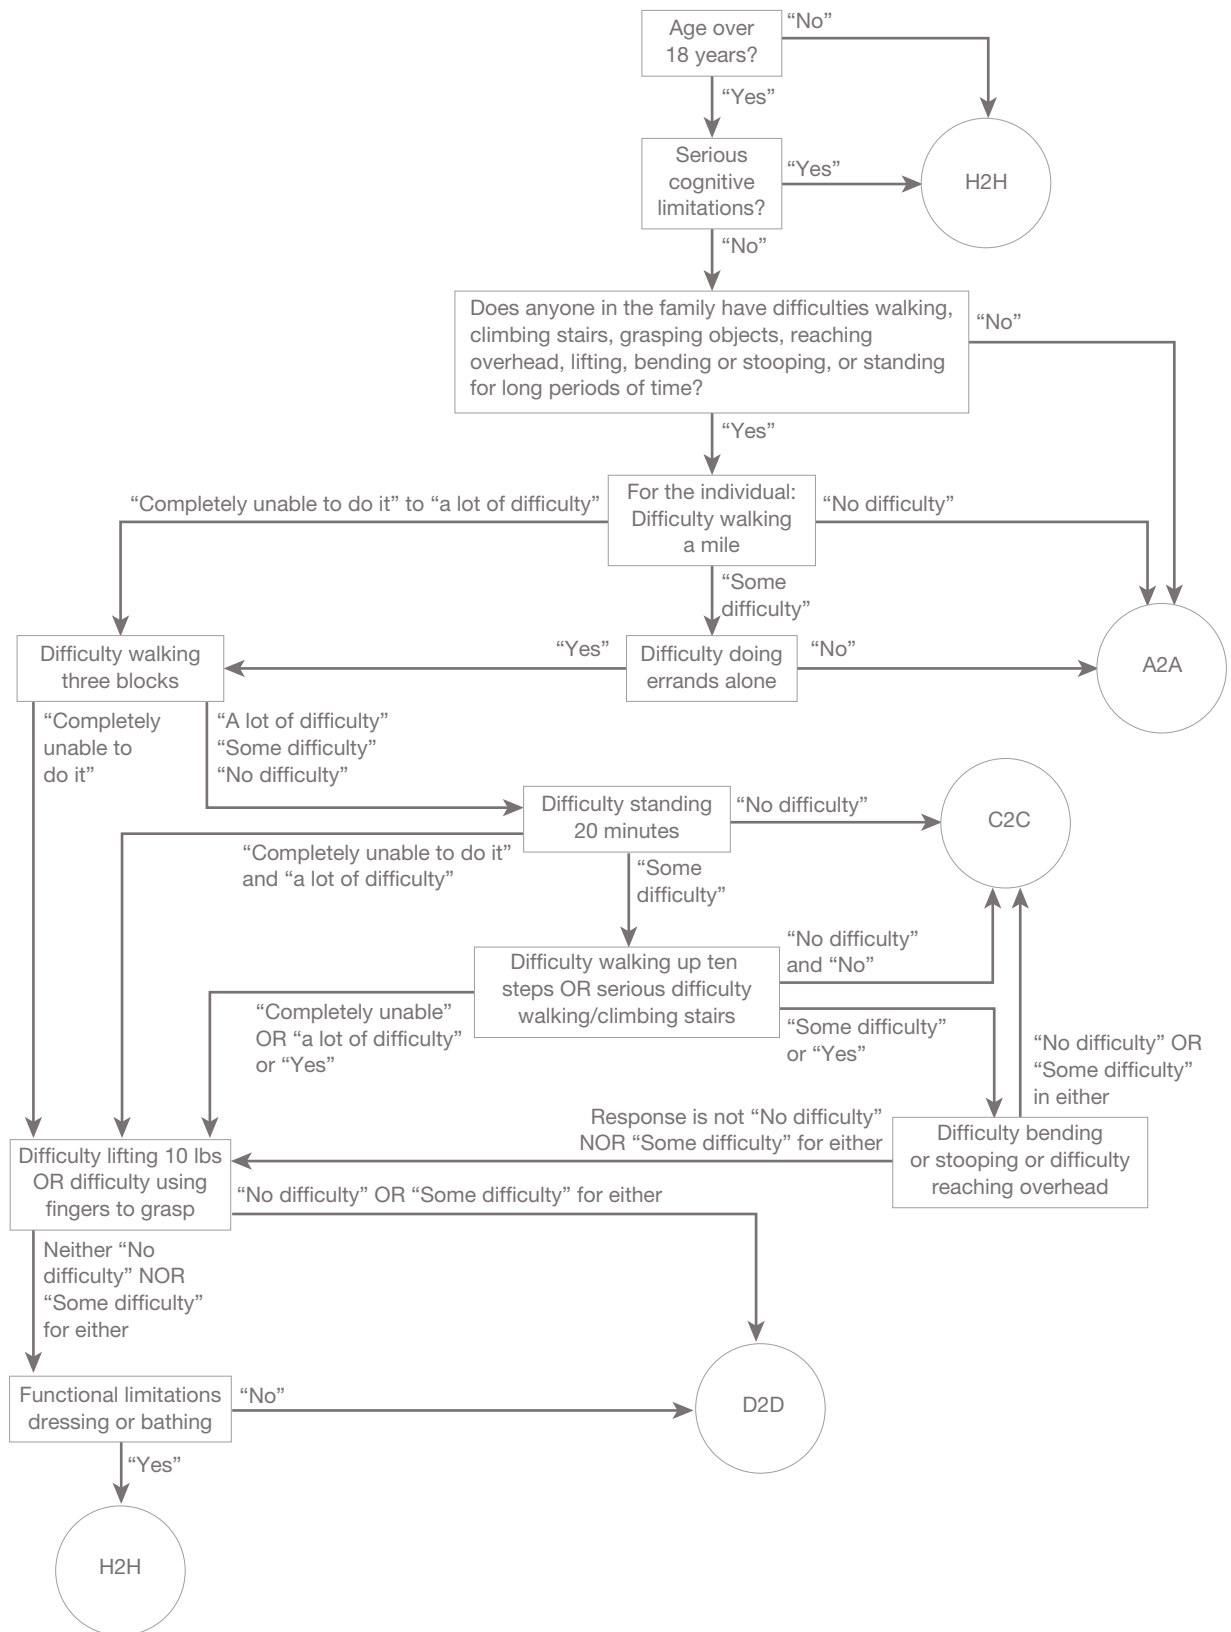 Age over
18 years?
“No”
“Yes”
Serious
cognitive
limitations?
“Yes”
H2H
“No”
Does anyone in the family have difficulties walking,
climbing stairs, grasping objects, reaching
overhead, lifting, bending or stooping, or standing
for long periods of time?
“No”
“Yes”
“Completely unable to do it” to “a lot of difficulty”
For the individual:
Difficulty walking
a mile
“No difficulty”
“Some
difficulty”
Difficulty walking
three blocks
“Yes”
Difficulty doing
errands alone
“No”
A2A
“Completely
unable to
do it”
“A lot of difficulty”
“Some difficulty”
“No difficulty”
Difficulty standing
20 minutes
“No difficulty”
C2C
“Completely unable to do it”
and “a lot of difficulty”
“Some
difficulty”
Difficulty walking up ten
steps OR serious difficulty
walking/climbing stairs
“No difficulty”
and “No”
“Completely unable”
OR “a lot of difficulty”
or “Yes”
“Some difficulty”
or “Yes”
“No difficulty” OR
“Some difficulty”
in either
Response is not “No difficulty”
NOR “Some difficulty” for either
Difficulty bending
or stooping or difficulty
reaching overhead
Difficulty lifting 10 lbs
OR difficulty using
fingers to grasp
“No difficulty” OR “Some difficulty” for either
Neither “No
difficulty” NOR
“Some difficulty”
for either
Functional limitations
dressing or bathing
“No”
D2D
“Yes”
H2H